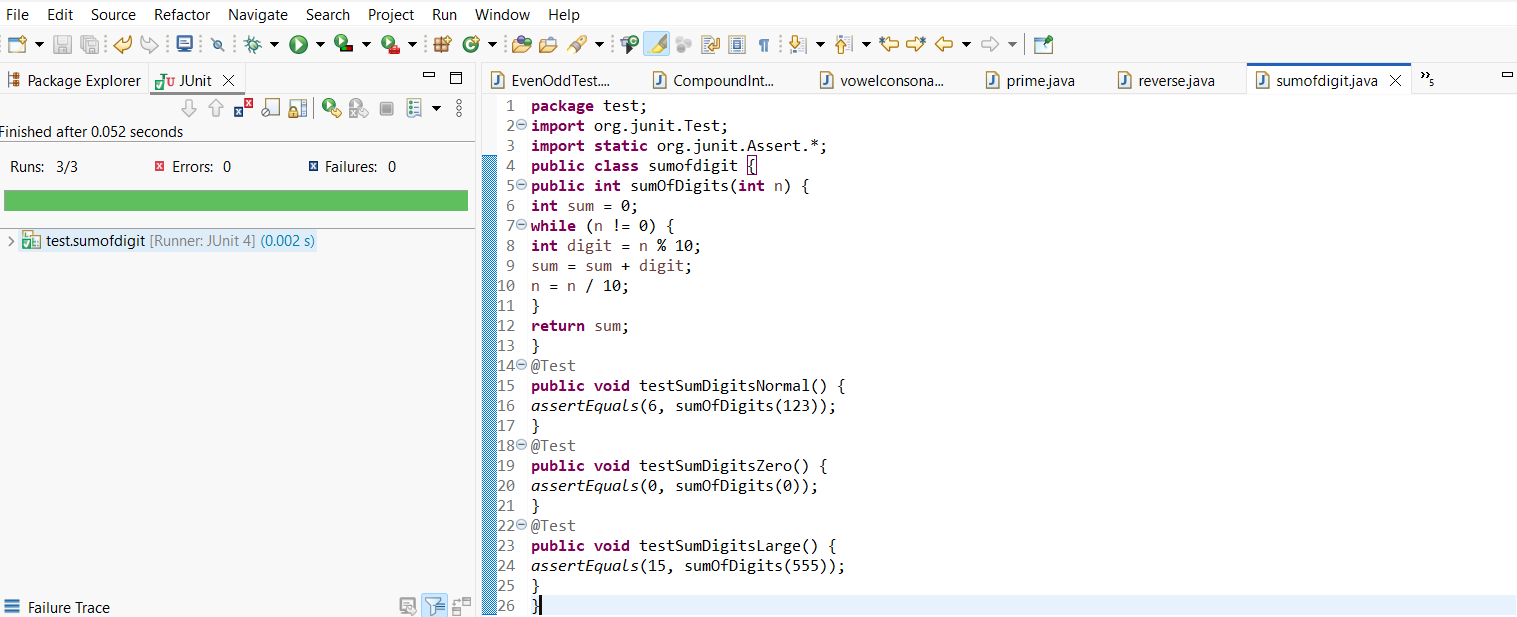 File Edit Source Refactor Navigate Search Project Run Window Help
Package Explorer JUnit
Finished after 0.052 seconds
Runs: 3/3 Errors: 0 Failures: 0
test.sumofdigit [Runner: JUnit 4] (0.002 s)
Failure Trace
EvenOddTest.... CompoundInt... vowelconsona... prime.java reverse.java sumofdigit.java »5
1 package test;
2 import org.junit.Test;
3 import static org.junit.Assert.*;
4 public class sumofdigit {
5 public int sumOfDigits(int n) {
6 int sum = 0;
7 while (n != 0) {
8 int digit = n % 10;
9 sum = sum + digit;
10 n = n / 10;
11 }
12 return sum;
13 }
14 @Test
15 public void testSumDigitsNormal() {
16 assertEquals(6, sumOfDigits(123));
17 }
18 @Test
19 public void testSumDigitsZero() {
20 assertEquals(0, sumOfDigits(0));
21 }
22 @Test
23 public void testSumDigitsLarge() {
24 assertEquals(15, sumOfDigits(555));
25 }
26 }